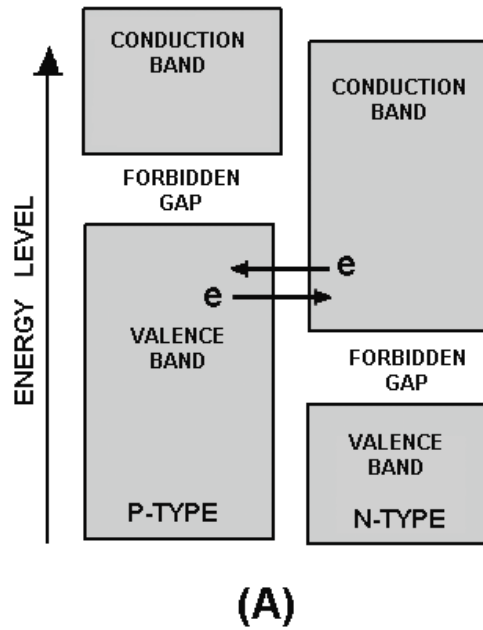 CONDUCTION
BAND
CONDUCTION
BAND
FORBIDDEN
GAP
ENERGY LEVEL
e
e
VALENCE
BAND
FORBIDDEN
GAP
VALENCE
BAND
P-TYPE
N-TYPE
(A)